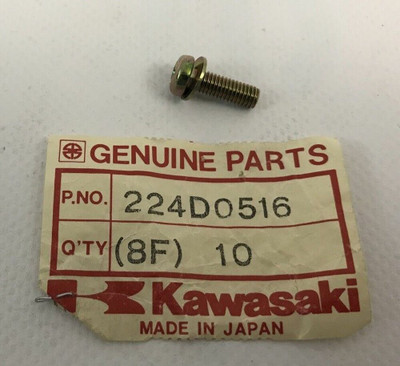 GENUINE PARTS
P.NO. 224D0516
Q'TY (8F) 10
Kawasaki
MADE IN JAPAN